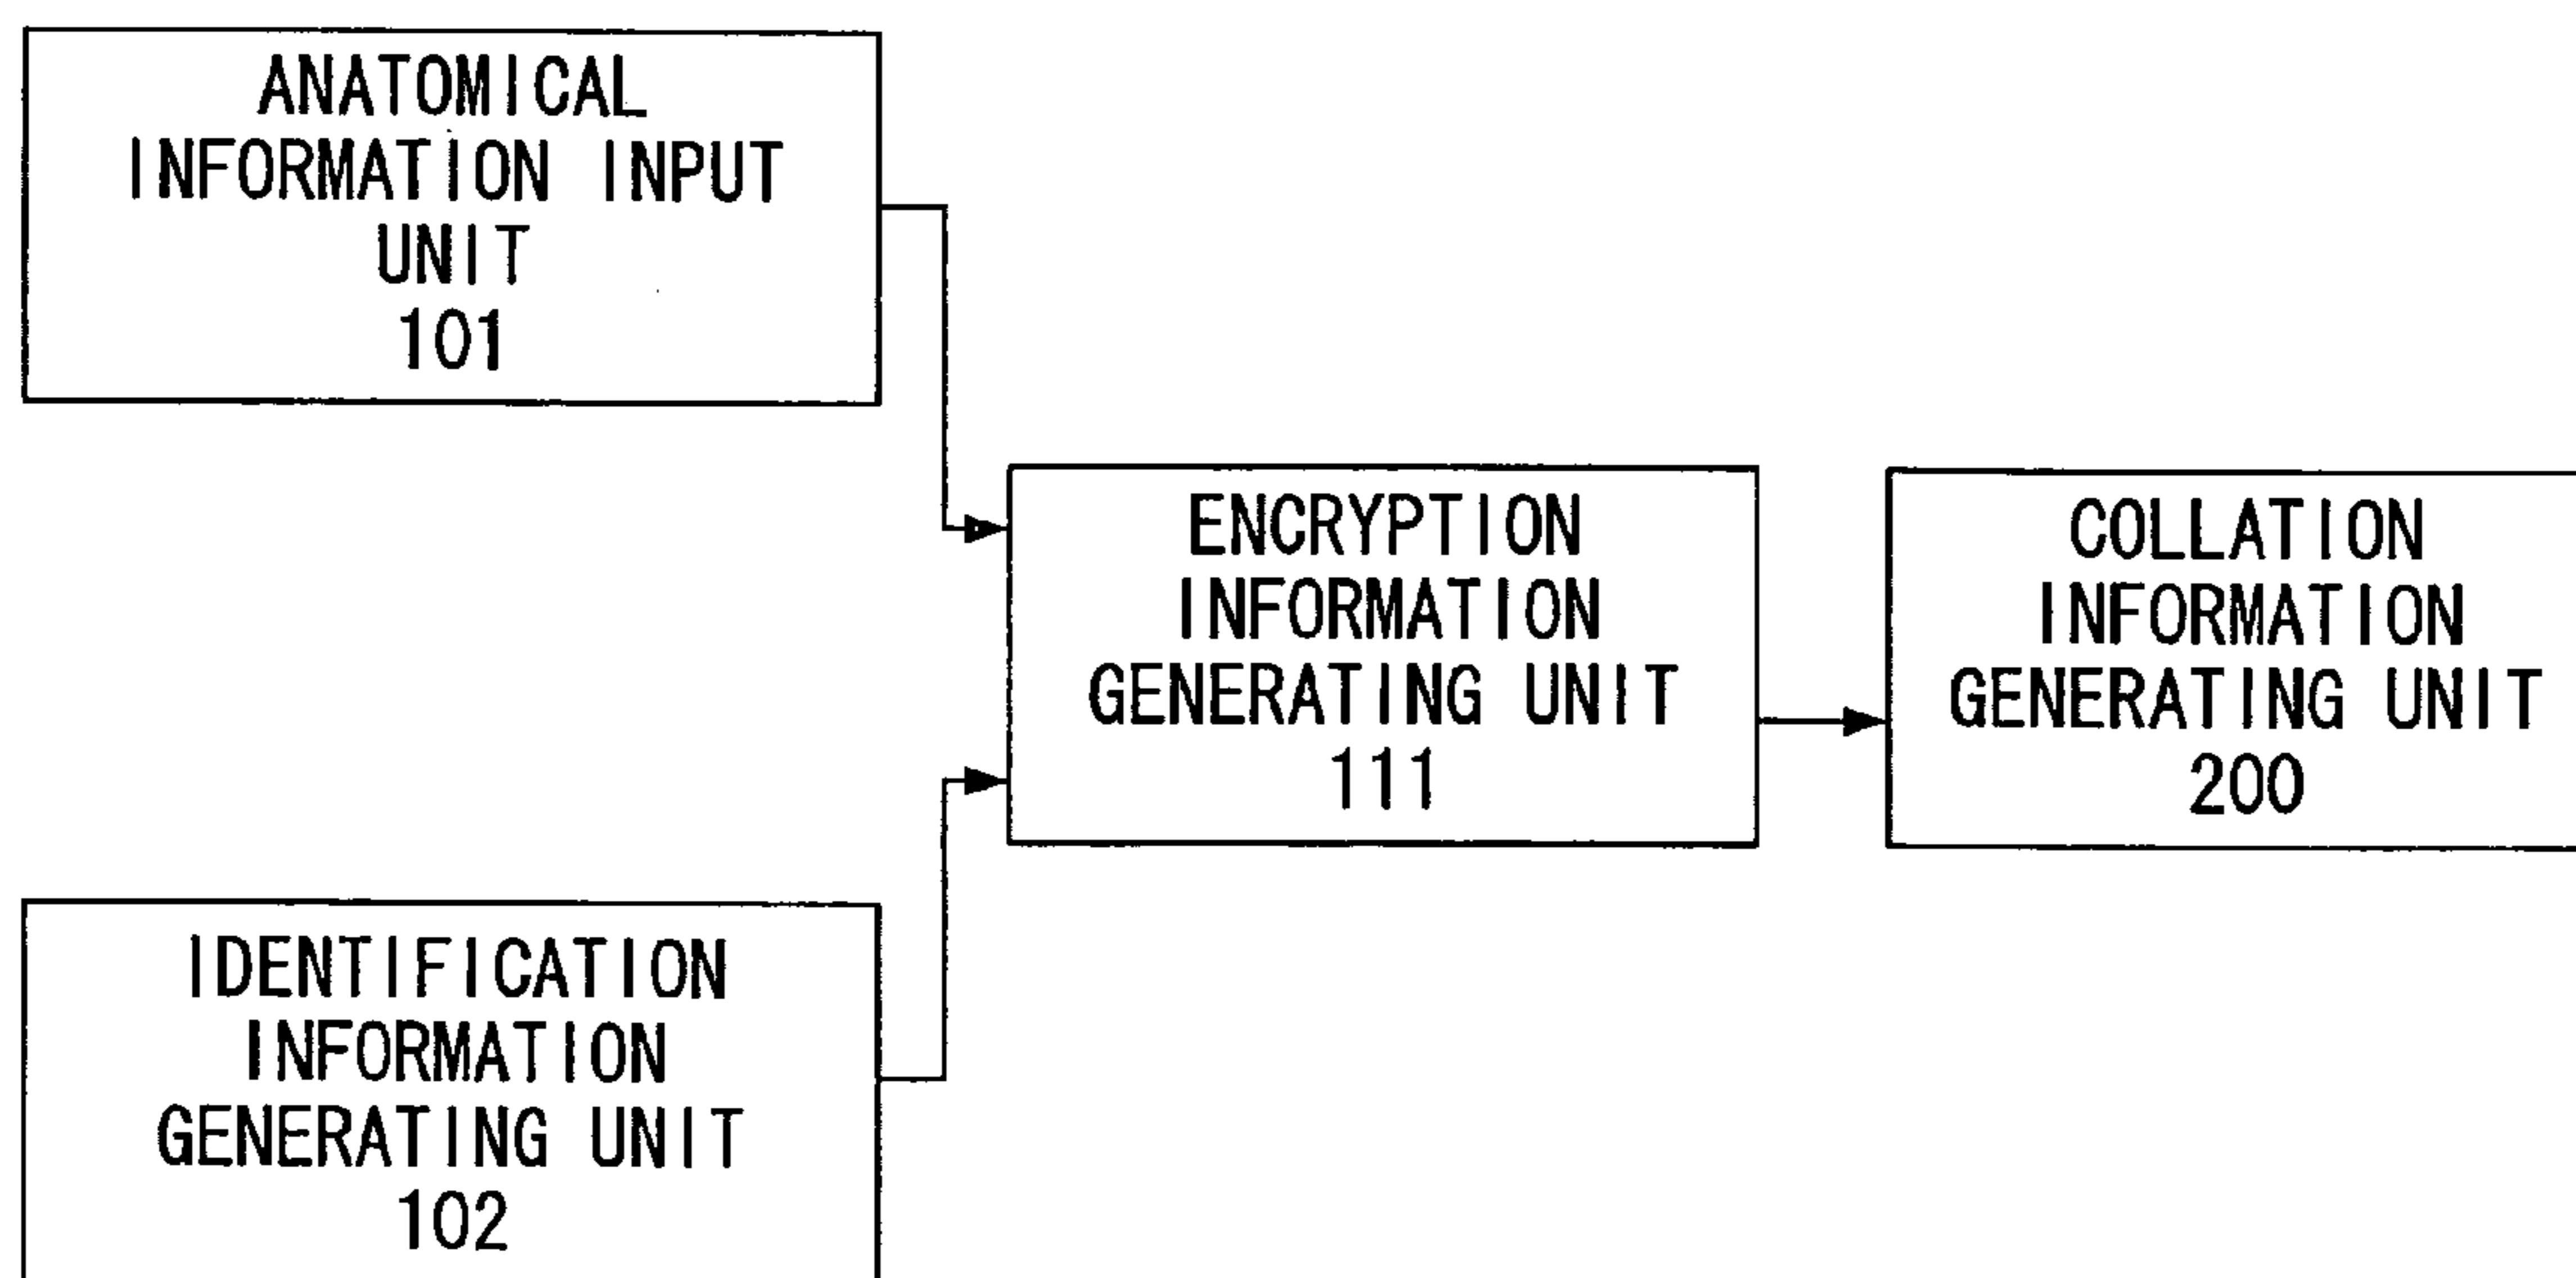 ANATOMICAL
INFORMATION INPUT
UNIT
101
ENCRYPTION
INFORMATION
GENERATING UNIT
111
COLLATION
INFORMATION
GENERATING UNIT
200
IDENTIFICATION
INFORMATION
GENERATING UNIT
102